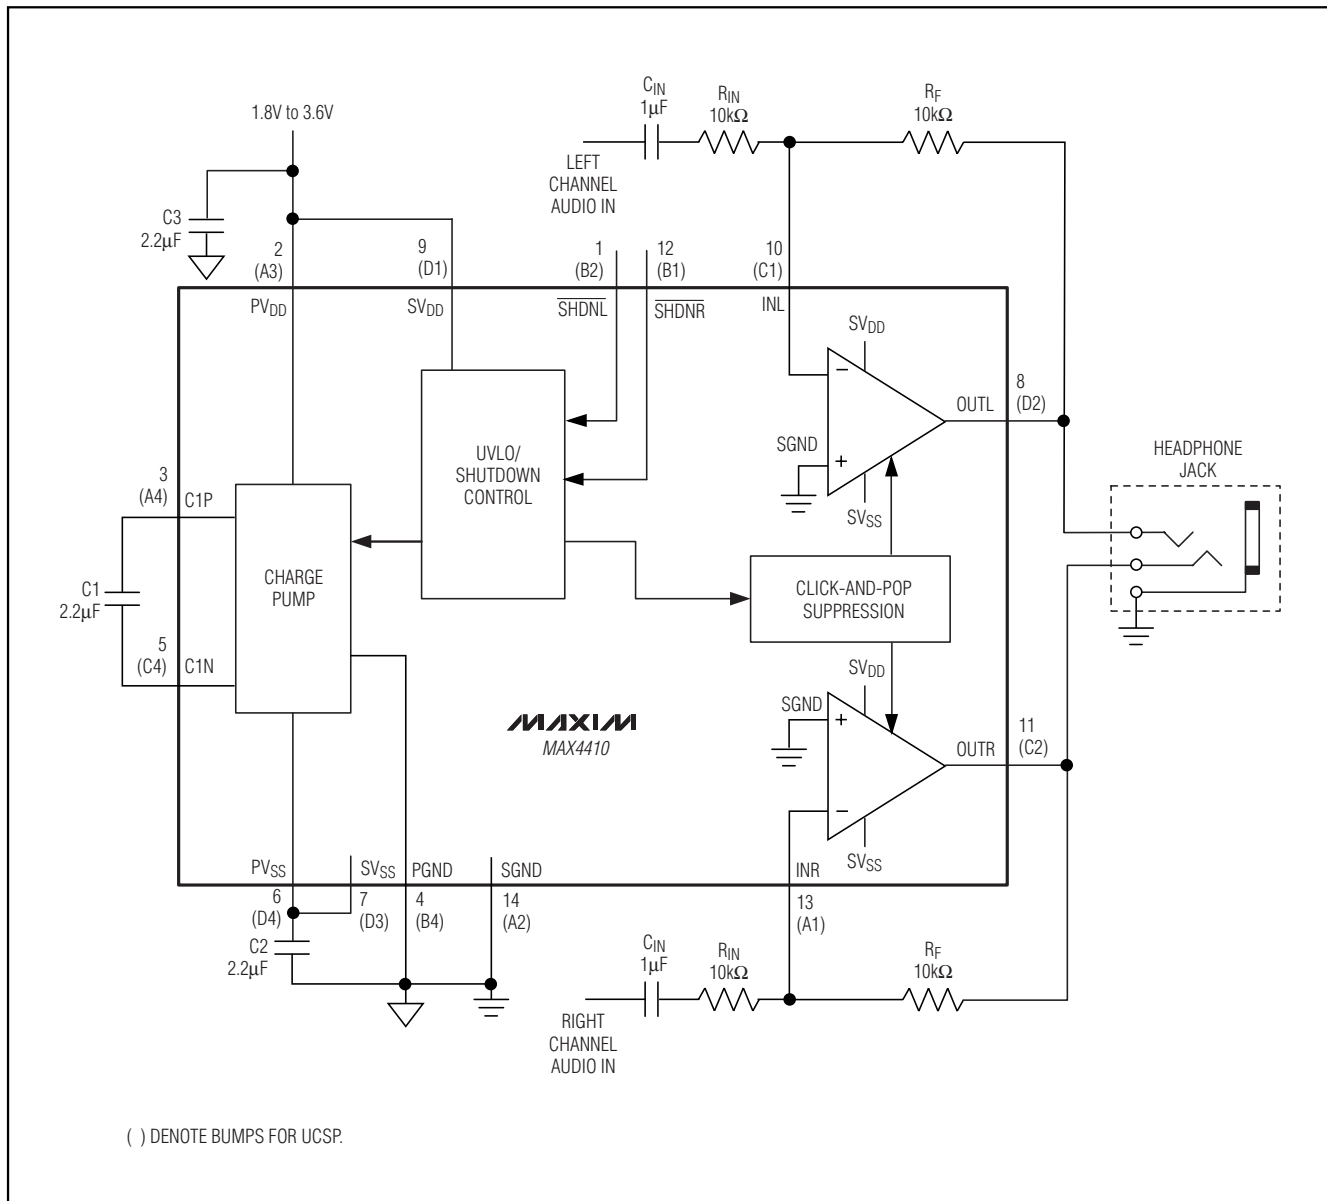 1.8V to 3.6V
C3
2.2µF
2
(A3)
9
(D1)
1
(B2)
12
(B1)
10
(C1)
CIN
1µF
RIN
10kΩ
RF
10kΩ
LEFT
CHANNEL
AUDIO IN
PVDD
SVDD
SHDNL
SHDNR
INL
SVDD
−
SGND
+
SVSS
OUTL
8
(D2)
HEADPHONE
JACK
UVLO/
SHUTDOWN
CONTROL
3
(A4)
C1P
C1
2.2µF
5
(C4)
C1N
CHARGE
PUMP
CLICK-AND-POP
SUPPRESSION
MAXIM
MAX4410
SVDD
SGND
+
−
SVSS
OUTR
11
(C2)
PVSS
SVSS
PGND
SGND
INR
6
(D4)
7
(D3)
4
(B4)
14
(A2)
13
(A1)
C2
2.2µF
CIN
1µF
RIN
10kΩ
RF
10kΩ
RIGHT
CHANNEL
AUDIO IN
( ) DENOTE BUMPS FOR UCSP.